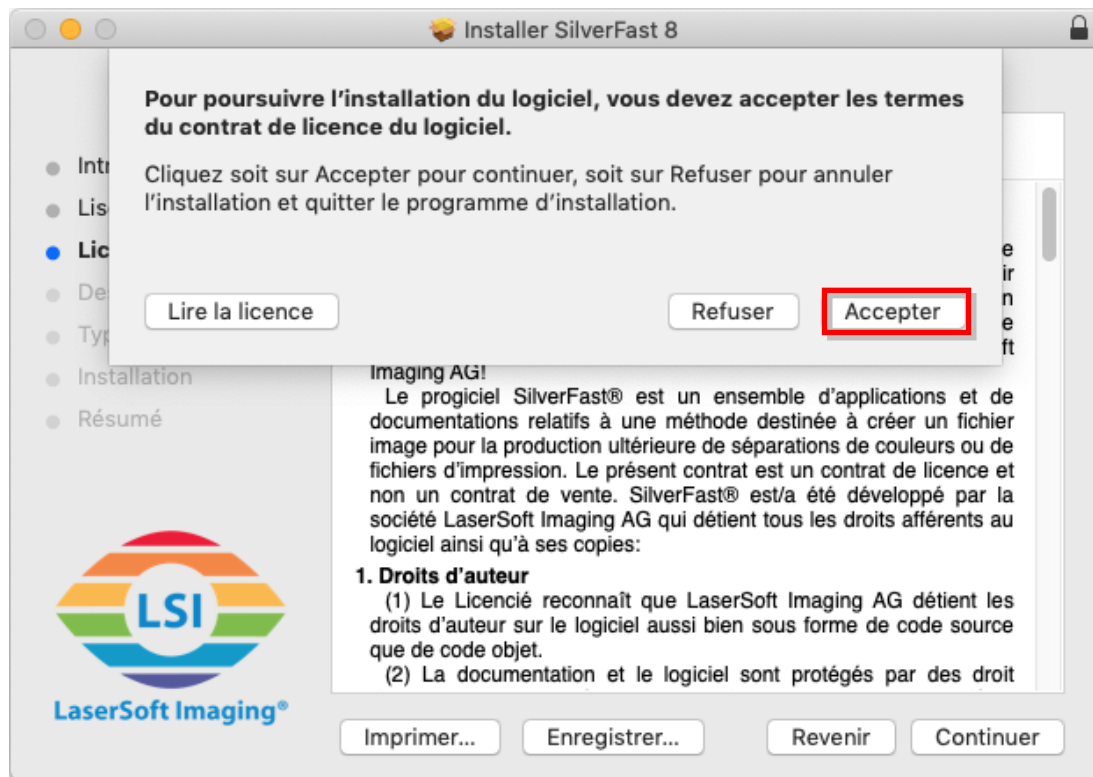 Installer SilverFast 8
Pour poursuivre l’installation du logiciel, vous devez accepter les termes
du contrat de licence du logiciel.
Cliquez soit sur Accepter pour continuer, soit sur Refuser pour annuler
l’installation et quitter le programme d’installation.
Lire la licence
Refuser
Accepter
Installation
Résumé
Imaging AG!
Le progiciel SilverFast® est un ensemble d’applications et de
documentations relatifs à une méthode destinée à créer un fichier
image pour la production ultérieure de séparations de couleurs ou de
fichiers d’impression. Le présent contrat est un contrat de licence et
non un contrat de vente. SilverFast® est/a été développé par la
société LaserSoft Imaging AG qui détient tous les droits afférents au
logiciel ainsi qu’à ses copies:
1. Droits d’auteur
(1) Le Licencié reconnaît que LaserSoft Imaging AG détient les
droits d’auteur sur le logiciel aussi bien sous forme de code source
que de code objet.
(2) La documentation et le logiciel sont protégés par des droit
LSI
LaserSoft Imaging®
Imprimer...
Enregistrer...
Revenir
Continuer